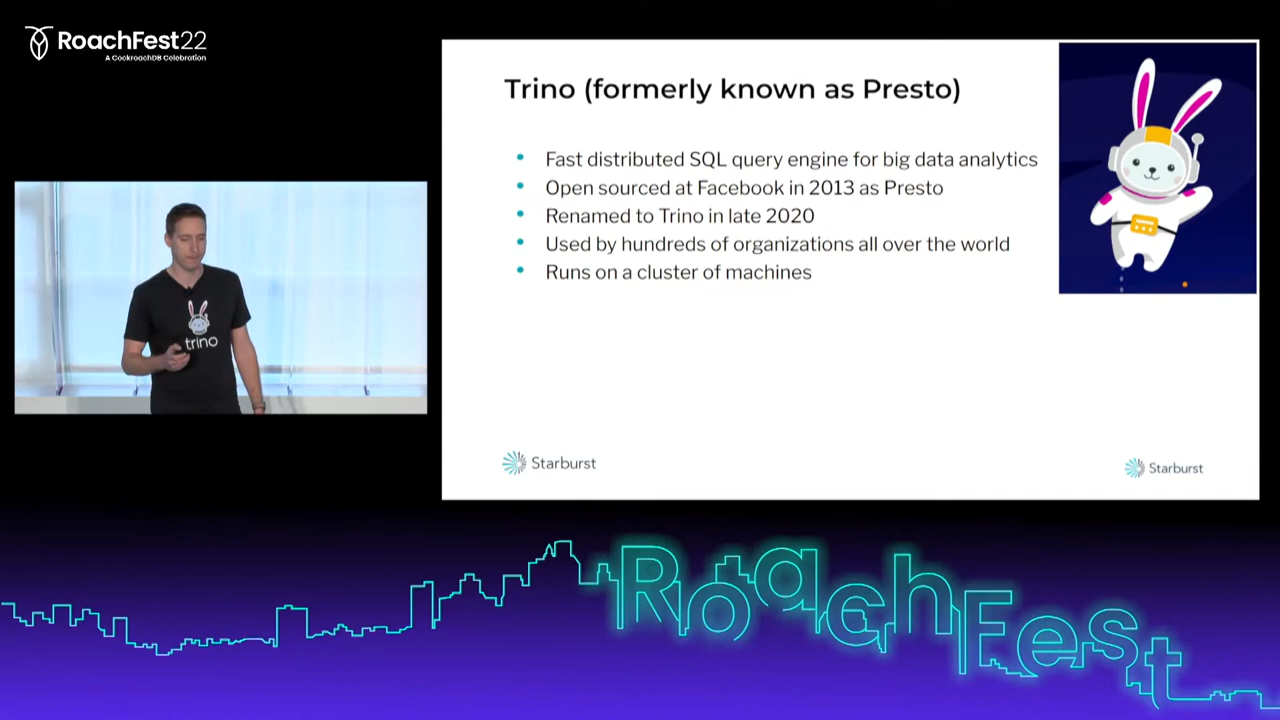 RoachFest22
A CockroachDB Celebration
Trino (formerly known as Presto)
• Fast distributed SQL query engine for big data analytics
• Open sourced at Facebook in 2013 as Presto
• Renamed to Trino in late 2020
• Used by hundreds of organizations all over the world
• Runs on a cluster of machines
trino
Starburst
Starburst
RoachFest